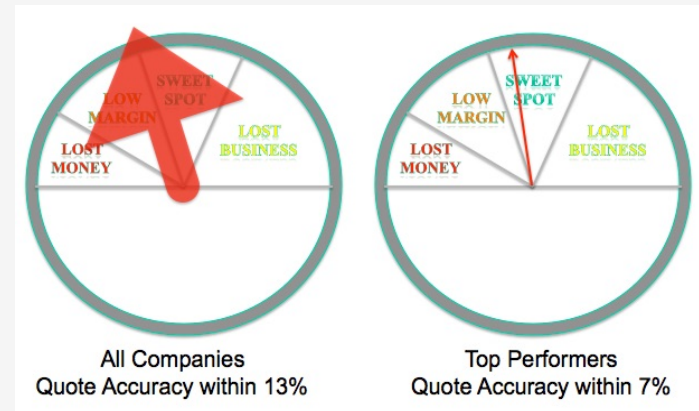 SWEET
SPOT
LOW
MARGIN
LOST
MONEY
LOST
BUSINESS
All Companies
Quote Accuracy within 13%
SWEET
SPOT
LOW
MARGIN
LOST
MONEY
LOST
BUSINESS
Top Performers
Quote Accuracy within 7%